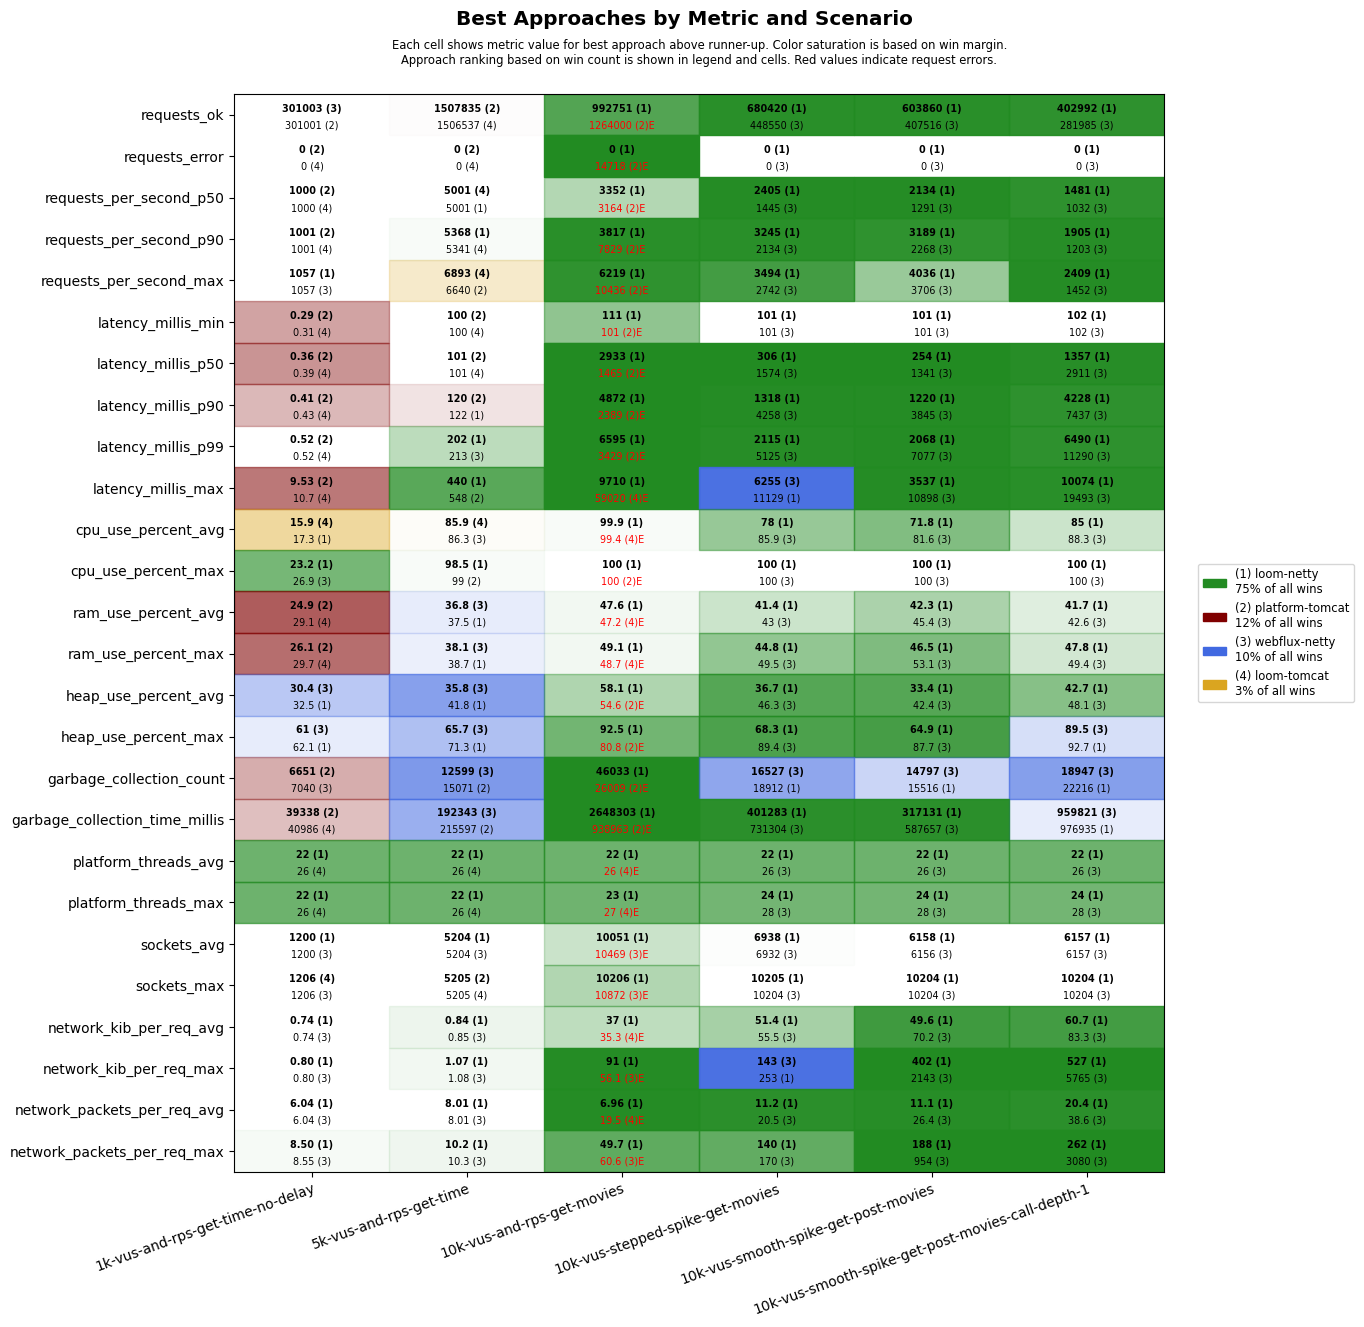 Best Approaches by Metric and Scenario
Each cell shows metric value for best approach above runner-up. Color saturation is based on win margin.
Approach ranking based on win count is shown in legend and cells. Red values indicate request errors.
requests_ok
301003 (3) 1507835 (2) 992751 (1) 680420 (1) 603860 (1) 402992 (1)
301001 (2) 1506537 (4) 1264000 (2)E 448550 (3) 407516 (3) 281985 (3)
requests_error
0 (2) 0 (2) 0 (1) 0 (1) 0 (1) 0 (1)
0 (4) 0 (4) (2)E 0 (3) 0 (3) 0 (3)
requests_per_second_p50
1000 (2) 5001 (4) 3352 (1) 2405 (1) 2134 (1) 1481 (1)
1000 (4) 5001 (1) 3164 (2)E 1445 (3) 1291 (3) 1032 (3)
requests_per_second_p90
1001 (2) 5368 (1) 3817 (1) 3245 (1) 3189 (1) 1905 (1)
1001 (4) 5341 (4) 7829 (2)E 2134 (3) 2268 (3) 1203 (3)
requests_per_second_max
1057 (1) 6893 (4) 6219 (1) 3494 (1) 4036 (1) 2409 (1)
1057 (3) 6640 (2) 10436 (2)E 2742 (3) 3706 (3) 1452 (3)
latency_millis_min
0.29 (2) 100 (2) 111 (1) 101 (1) 101 (1) 102 (1)
0.31 (4) 100 (4) 101 (2)E 101 (3) 101 (3) 102 (3)
latency_millis_p50
0.36 (2) 101 (2) 2933 (1) 306 (1) 254 (1) 1357 (1)
0.39 (4) 101 (4) (2)E 1574 (3) 1341 (3) 2911 (3)
latency_millis_p90
0.41 (2) 120 (2) 4872 (1) 1318 (1) 1220 (1) 4228 (1)
0.43 (4) 122 (1) (2)E 4258 (3) 3845 (3) 7437 (3)
latency_millis_p99
0.52 (2) 202 (1) 6595 (1) 2115 (1) 2068 (1) 6490 (1)
0.52 (4) 213 (3) 3429 (2)E 5125 (3) 7077 (3) 11290 (3)
latency_millis_max
9.53 (2) 440 (1) 9710 (1) 6255 (3) 3537 (1) 10074 (1)
10.7 (4) 548 (2) 59020 (4)E 11129 (1) 10898 (3) 19493 (3)
cpu_use_percent_avg
15.9 (4) 85.9 (4) 99.9 (1) 78 (1) 71.8 (1) 85 (1)
17.3 (1) 86.3 (3) 99.4 (4)E 85.9 (3) 81.6 (3) 88.3 (3)
cpu_use_percent_max
23.2 (1) 98.5 (1) 100 (1) 100 (1) 100 (1) 100 (1)
26.9 (3) 99 (2) 100 (2)E 100 (3) 100 (3) 100 (3)
ram_use_percent_avg
24.9 (2) 36.8 (3) 47.6 (1) 41.4 (1) 42.3 (1) 41.7 (1)
29.1 (4) 37.5 (1) 47.2 (4)E 43 (3) 45.4 (3) 42.6 (3)
ram_use_percent_max
26.1 (2) 38.1 (3) 49.1 (1) 44.8 (1) 46.5 (1) 47.8 (1)
29.7 (4) 38.7 (1) 48.7 (4)E 49.5 (3) 53.1 (3) 49.4 (3)
heap_use_percent_avg
30.4 (3) 35.8 (3) 58.1 (1) 36.7 (1) 33.4 (1) 42.7 (1)
32.5 (1) 41.8 (1) 54.6 (2)E 46.3 (3) 42.4 (3) 48.1 (3)
heap_use_percent_max
61 (3) 65.7 (3) 92.5 (1) 68.3 (1) 64.9 (1) 89.5 (3)
62.1 (1) 71.3 (1) 80.8 (2)E 89.4 (3) 87.7 (3) 92.7 (1)
garbage_collection_count
6651 (2) 12599 (3) 46033 (1) 16527 (3) 14797 (3) 18947 (3)
7040 (3) 15071 (2) (2)E 18912 (1) 15516 (1) 22216 (1)
garbage_collection_time_millis
39338 (2) 192343 (3) 2648303 (1) 401283 (1) 317131 (1) 959821 (3)
40986 (4) 215597 (2) (2)E 731304 (3) 587657 (3) 976935 (1)
platform_threads_avg
22 (1) 22 (1) 22 (1) 22 (1) 22 (1) 22 (1)
26 (4) 26 (4) 26 (4)E 26 (3) 26 (3) 26 (3)
platform_threads_max
22 (1) 22 (1) 23 (1) 24 (1) 24 (1) 24 (1)
26 (4) 26 (4) 27 (4)E 28 (3) 28 (3) 28 (3)
sockets_avg
1200 (1) 5204 (1) 10051 (1) 6938 (1) 6158 (1) 6157 (1)
1200 (3) 5204 (3) 10469 (3)E 6932 (3) 6156 (3) 6157 (3)
sockets_max
1206 (4) 5205 (2) 10206 (1) 10205 (1) 10204 (1) 10204 (1)
1206 (3) 5205 (4) 10872 (3)E 10204 (3) 10204 (3) 10204 (3)
network_kib_per_req_avg
0.74 (1) 0.84 (1) 37 (1) 51.4 (1) 49.6 (1) 60.7 (1)
0.74 (3) 0.85 (3) 35.3 (4)E 55.5 (3) 70.2 (3) 83.3 (3)
network_kib_per_req_max
0.80 (1) 1.07 (1) 91 (1) 143 (3) 402 (1) 527 (1)
0.80 (3) 1.08 (3) (3)E 253 (1) 2143 (3) 5765 (3)
network_packets_per_req_avg
6.04 (1) 8.01 (1) 6.96 (1) 11.2 (1) 11.1 (1) 20.4 (1)
6.04 (3) 8.01 (3) 19.5 (4)E 20.5 (3) 26.4 (3) 38.6 (3)
network_packets_per_req_max
8.50 (1) 10.2 (1) 49.7 (1) 140 (1) 188 (1) 262 (1)
8.55 (3) 10.3 (3) 60.6 (3)E 170 (3) 954 (3) 3080 (3)
(1) loom-netty
75% of all wins
(2) platform-tomcat
12% of all wins
(3) webflux-netty
10% of all wins
(4) loom-tomcat
3% of all wins
1k-vus-and-rps-get-time-no-delay
5k-vus-and-rps-get-time
10k-vus-and-rps-get-movies
10k-vus-stepped-spike-get-movies
10k-vus-smooth-spike-get-post-movies
10k-vus-smooth-spike-get-post-movies-call-depth-1